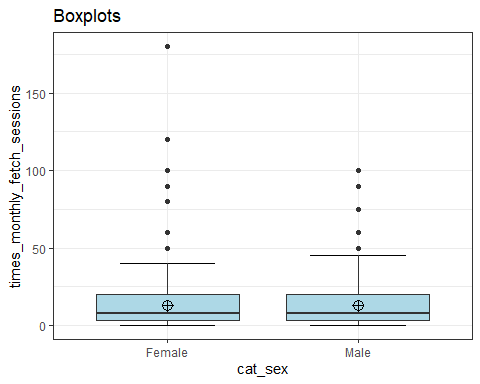 Boxplots
times_monthly_fetch_sessions
150
100
50
0
Female
Male
cat_sex